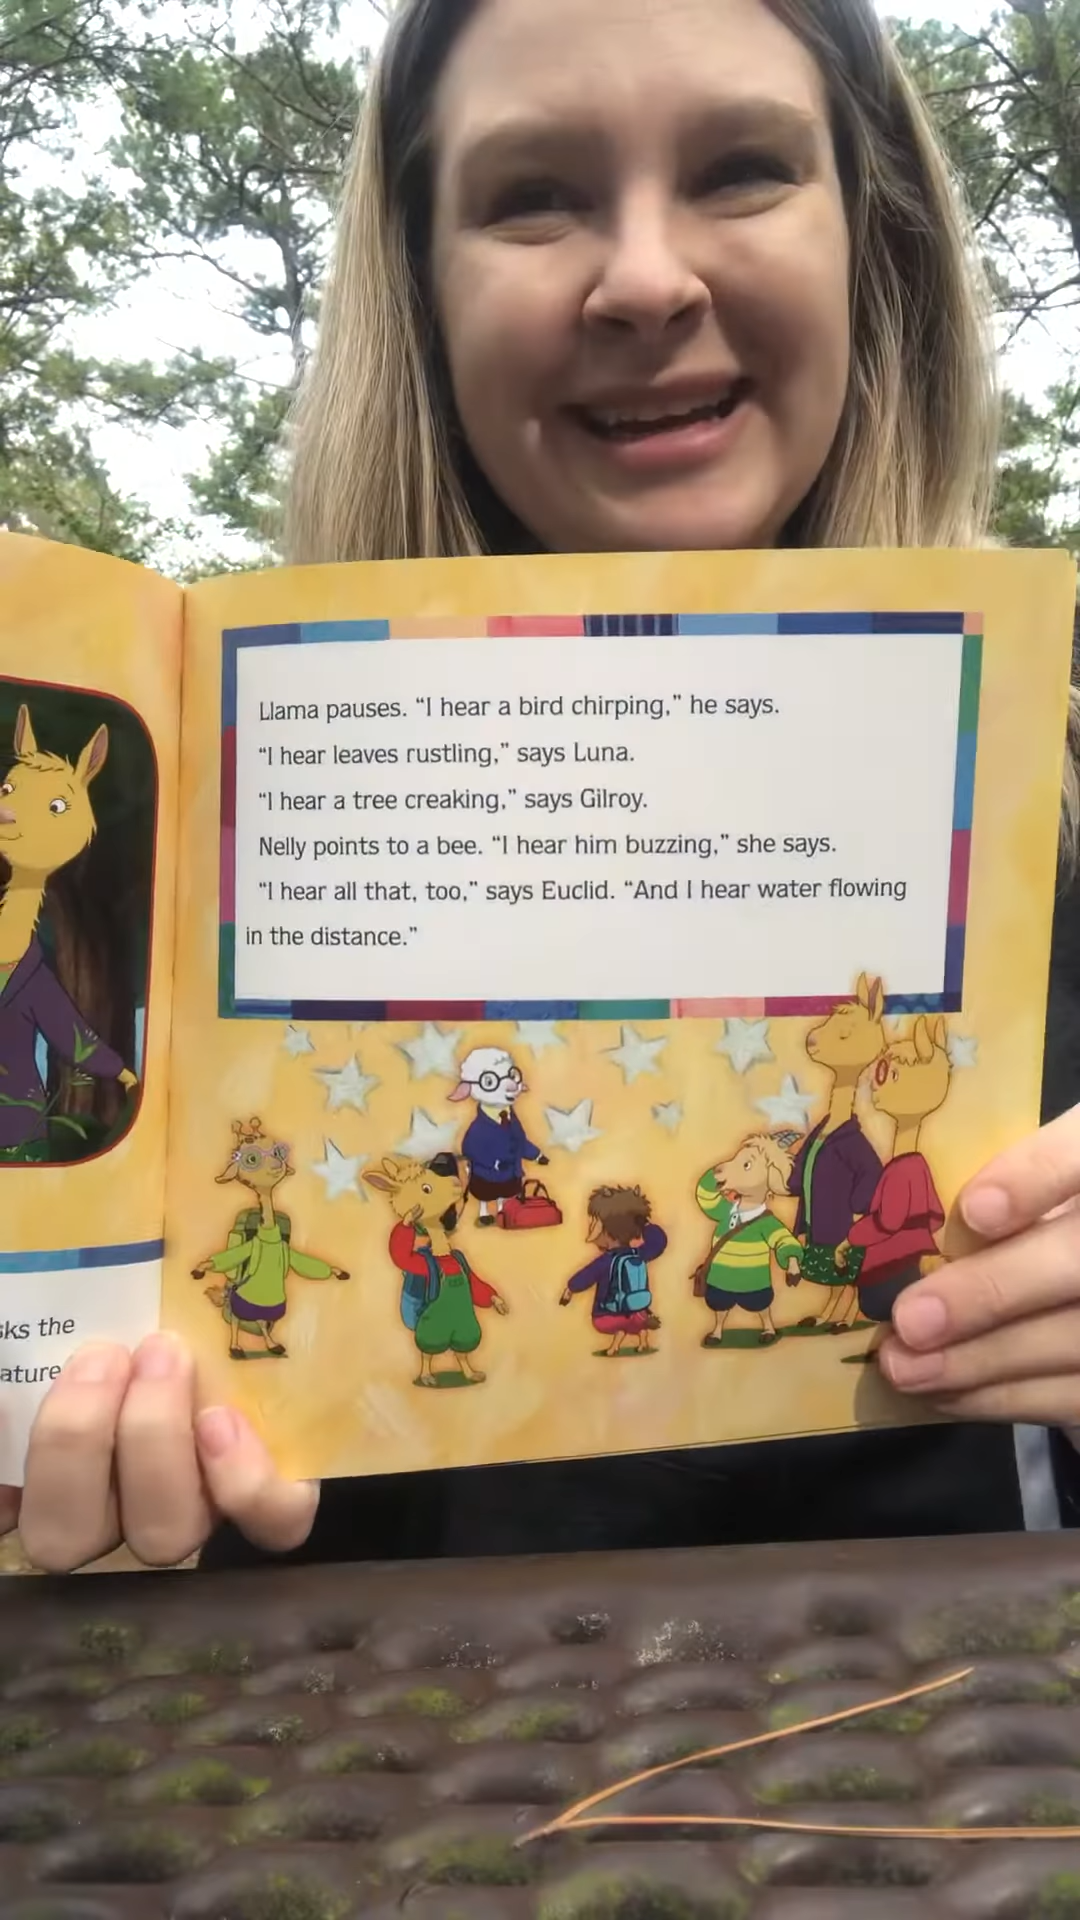 Llama pauses. “I hear a bird chirping,” he says.
“I hear leaves rustling,” says Luna.
“I hear a tree creaking,” says Gilroy.
Nelly points to a bee. “I hear him buzzing,” she says.
“I hear all that, too,” says Euclid. “And I hear water flowing
in the distance.”
the